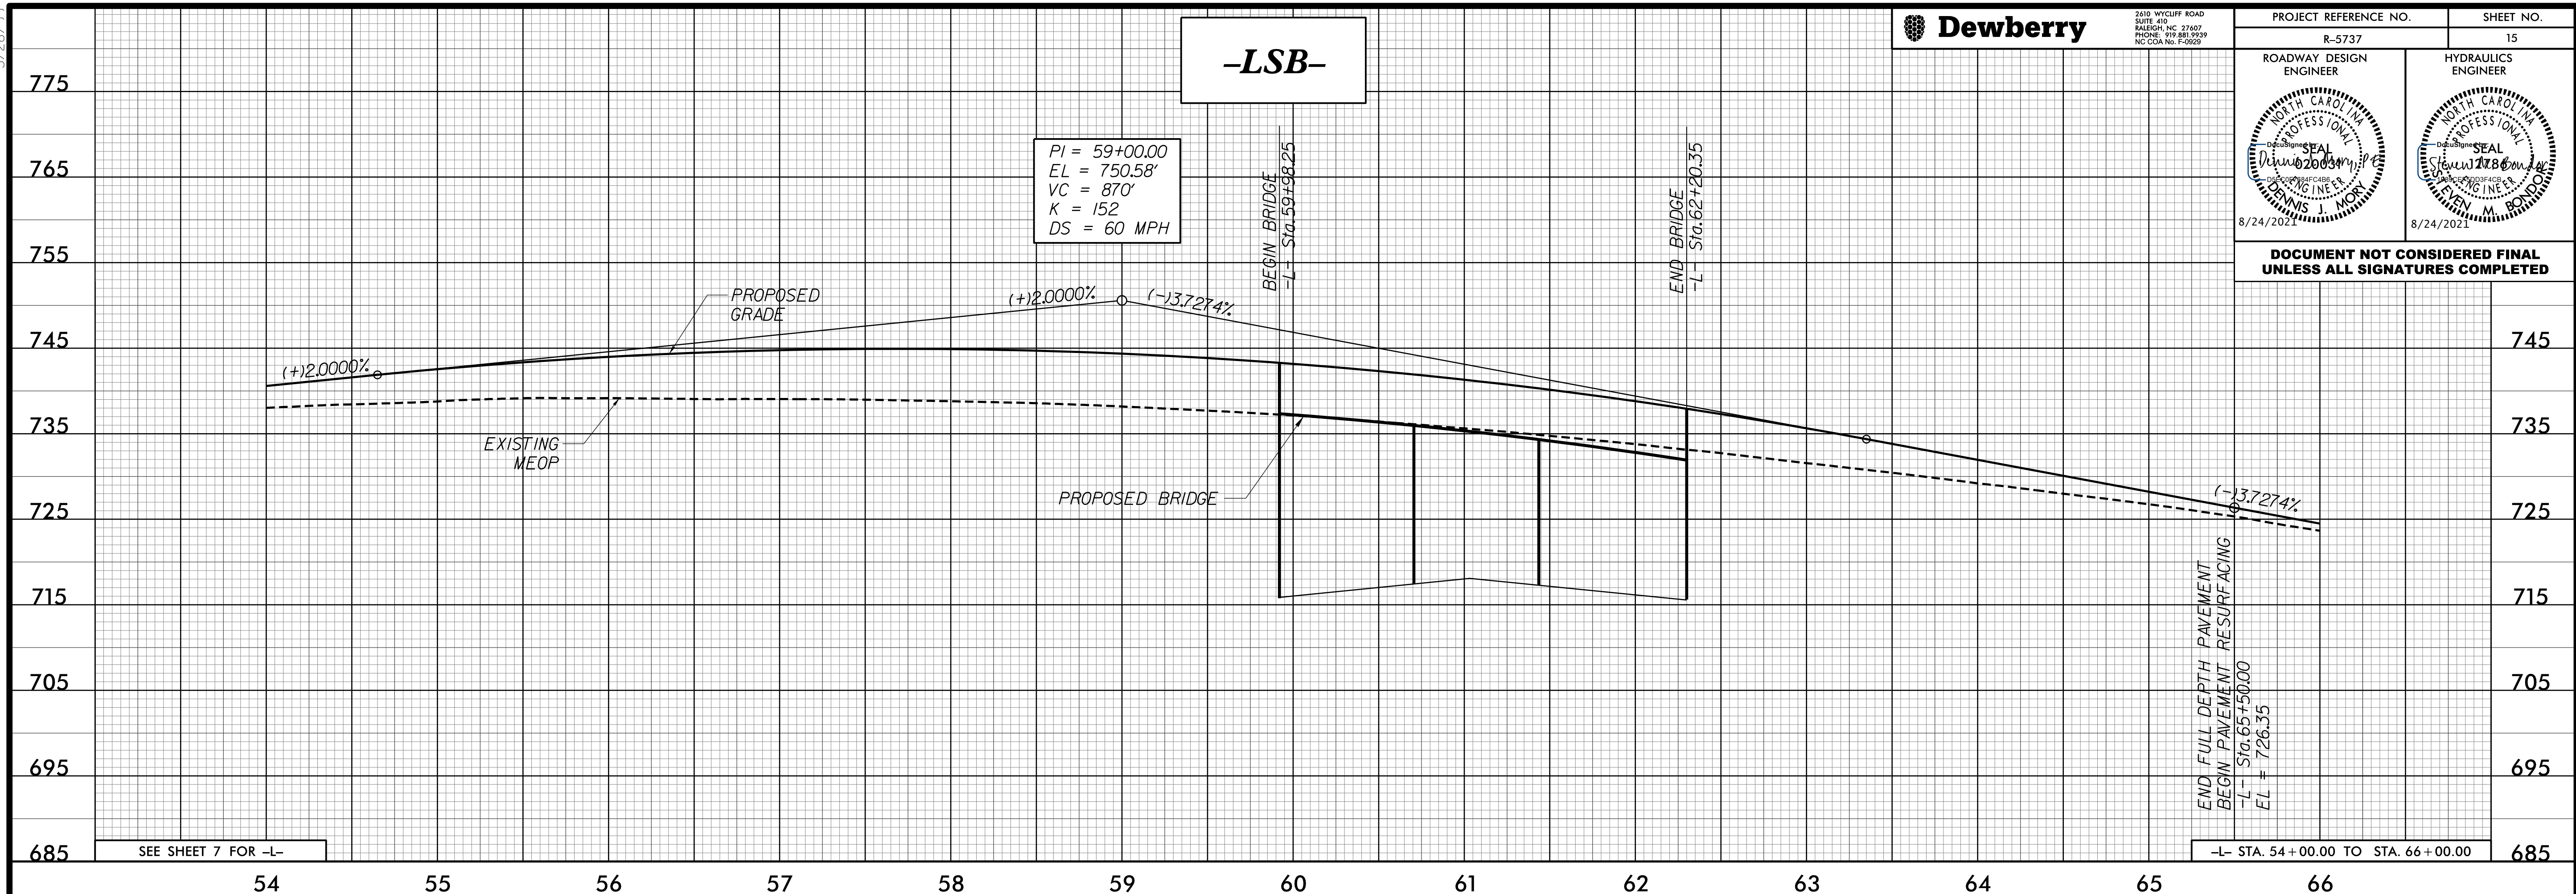 Dewberry
2610 WYCLIFF ROAD
SUITE 410
RALEIGH, NC 27607
PHONE: 919.881.9939
NC COA No. F-0929
PROJECT REFERENCE NO.
SHEET NO.
R–5737
15
ROADWAY DESIGN
ENGINEER
HYDRAULICS
ENGINEER
NORTH CAROLINA
PROFESSIONAL
SEAL
020031
ENGINEER
DENNIS J. MORY
8/24/2021
NORTH CAROLINA
PROFESSIONAL
SEAL
12786
ENGINEER
STEVEN M. BONDOR
8/24/2021
DOCUMENT NOT CONSIDERED FINAL
UNLESS ALL SIGNATURES COMPLETED
–LSB–
PI = 59+00.00
EL = 750.58'
VC = 870'
K = 152
DS = 60 MPH
BEGIN BRIDGE
-L- Sta. 59+98.25
END BRIDGE
-L- Sta. 62+20.35
775
765
755
745
735
725
715
705
695
685
745
735
725
715
705
695
685
(+)2.0000%
PROPOSED
GRADE
(+)2.0000%
(-)3.7274%
EXISTING
MEOP
PROPOSED BRIDGE
(-)3.7274%
END FULL DEPTH PAVEMENT
BEGIN PAVEMENT RESURFACING
-L- Sta. 65+50.00
EL = 726.35
SEE SHEET 7 FOR –L–
–L– STA. 54+00.00 TO STA. 66+00.00
54 55 56 57 58 59 60 61 62 63 64 65 66